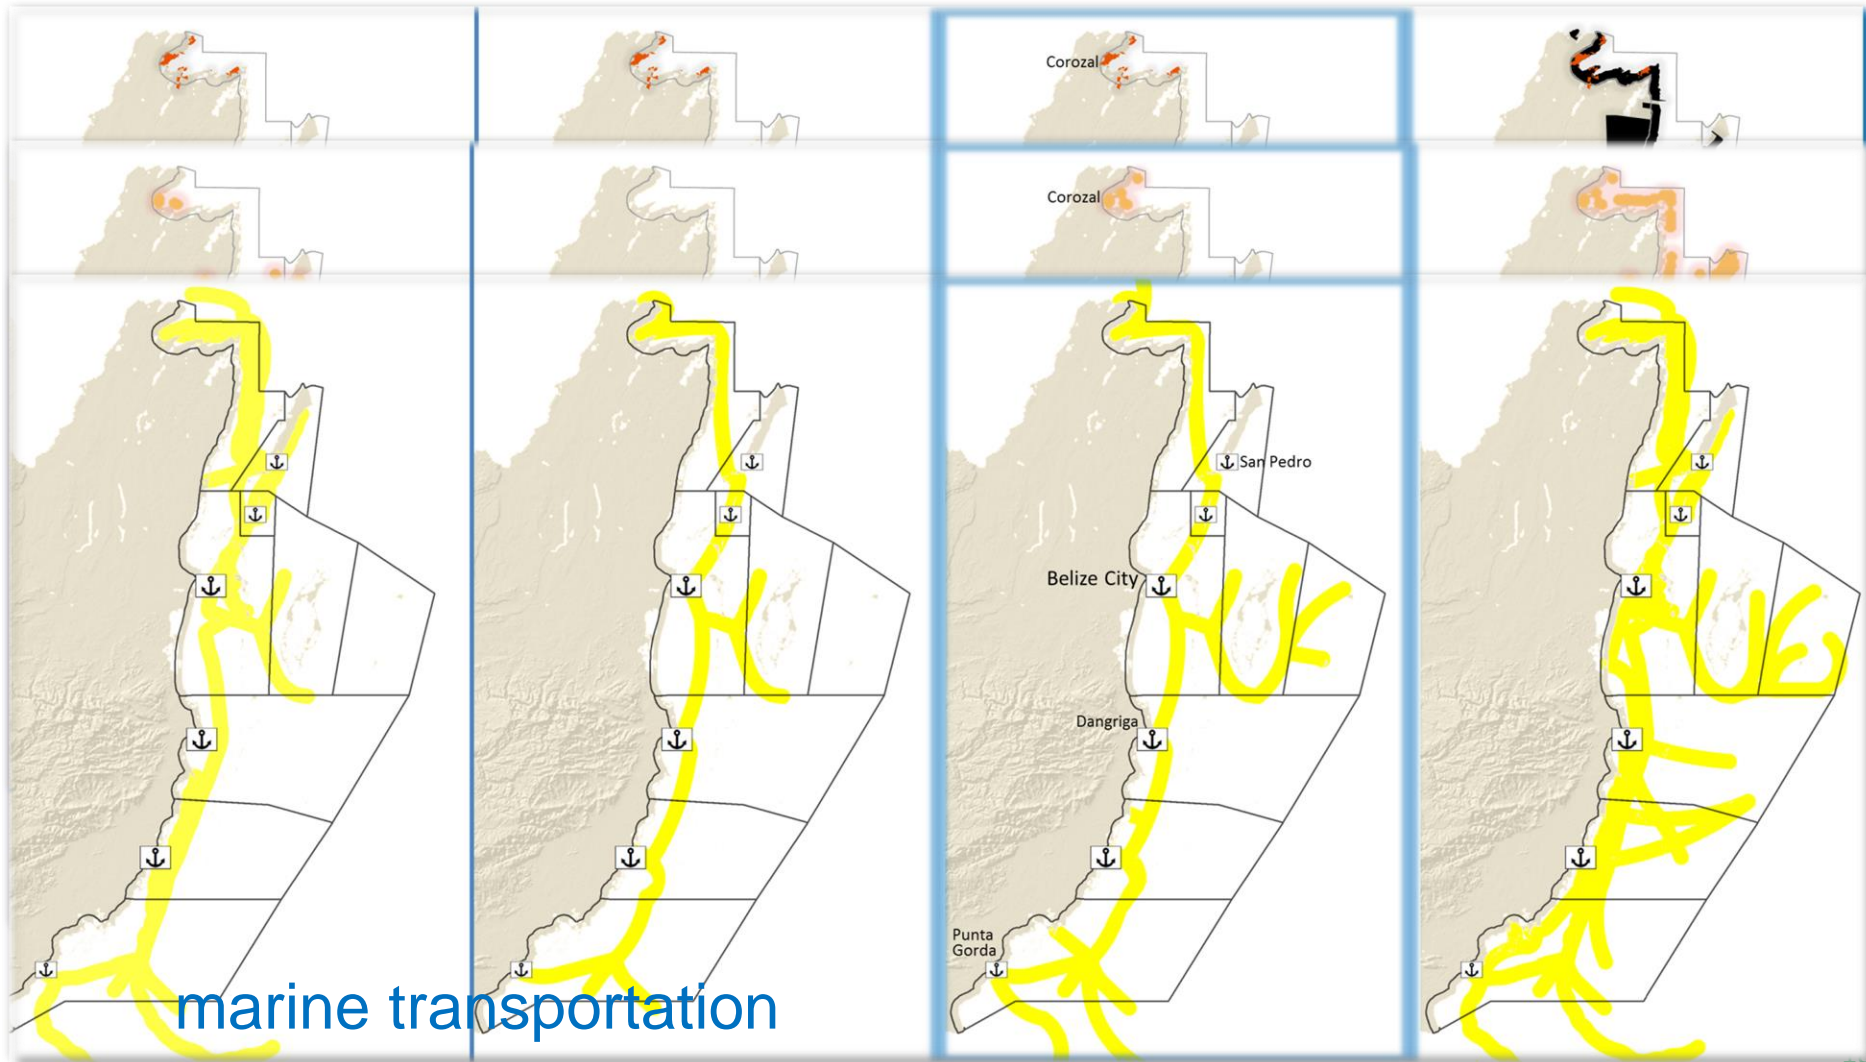 Corozal
Corozal
San Pedro
Belize City
Dangriga
Punta
Gorda
marine transportation